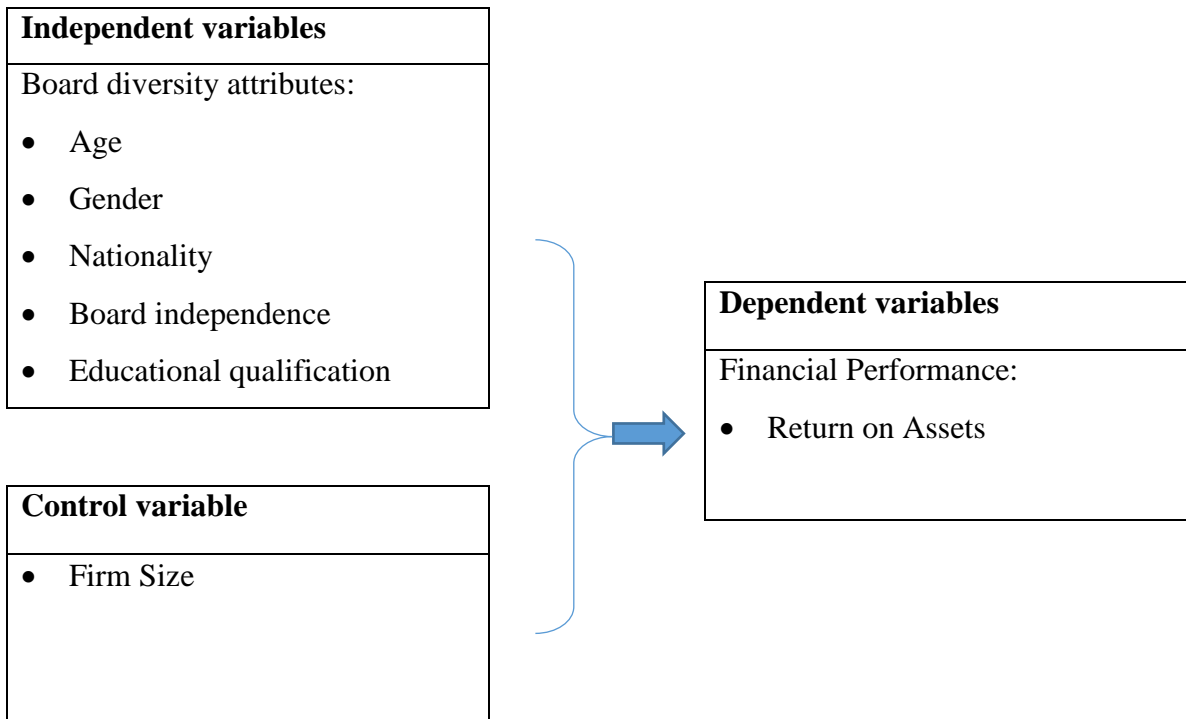 Independent variables
Board diversity attributes:
• Age
• Gender
• Nationality
• Board independence
• Educational qualification
Control variable
• Firm Size
Dependent variables
Financial Performance:
• Return on Assets